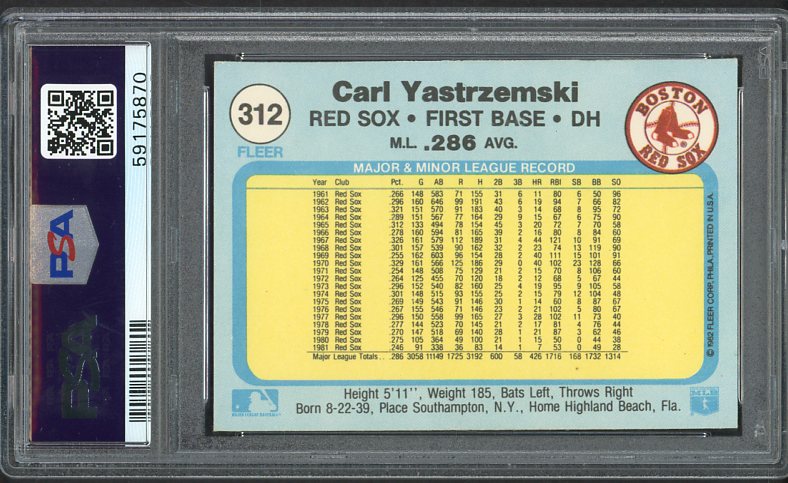 59175870
PSA
PSA
312
FLEER
Carl Yastrzemski
RED SOX • FIRST BASE • DH
M.L. .286 AVG.
BOSTON
RED SOX
MAJOR & MINOR LEAGUE RECORD
Year Club Pct. G AB R H 2B 3B HR RBI SB BB SO
1961 Red Sox .266 148 583 71 155 31 6 11 80 6 50 96
1962 Red Sox .296 160 646 99 191 43 6 19 94 7 66 82
1963 Red Sox .321 151 570 91 183 40 3 14 68 8 95 72
1964 Red Sox .289 151 567 77 164 29 9 15 67 6 75 90
1965 Red Sox .312 133 494 78 154 45 3 20 72 7 70 58
1966 Red Sox .278 160 594 81 165 39 2 16 80 8 84 60
1967 Red Sox .326 161 579 112 189 31 4 44 121 10 91 69
1968 Red Sox .301 157 539 90 162 32 2 23 74 13 119 90
1969 Red Sox .255 162 603 96 154 28 2 40 111 15 101 91
1970 Red Sox .329 161 566 125 186 29 0 40 102 23 128 66
1971 Red Sox .254 148 508 75 129 21 2 15 70 8 106 60
1972 Red Sox .264 125 455 70 120 18 2 12 68 5 67 44
1973 Red Sox .296 152 540 82 160 25 4 19 95 9 105 58
1974 Red Sox .301 148 515 93 155 25 2 15 79 12 104 48
1975 Red Sox .269 149 543 91 146 30 1 14 60 8 87 67
1976 Red Sox .267 155 546 71 146 23 2 21 102 5 80 67
1977 Red Sox .296 150 558 99 165 27 3 28 102 11 73 40
1978 Red Sox .277 144 523 70 145 21 2 17 81 4 76 44
1979 Red Sox .270 147 518 69 140 28 1 21 87 3 62 46
1980 Red Sox .275 105 364 49 100 21 1 15 50 0 44 38
1981 Red Sox .246 91 338 36 83 14 1 7 53 0 49 28
Major League Totals . . .286 3058 11149 1725 3192 600 58 426 1716 168 1732 1314
Height 5'11'', Weight 185, Bats Left, Throws Right
Born 8-22-39, Place Southampton, N.Y., Home Highland Beach, Fla.
© 1982 FLEER CORP., PHILA. PRINTED IN U.S.A.